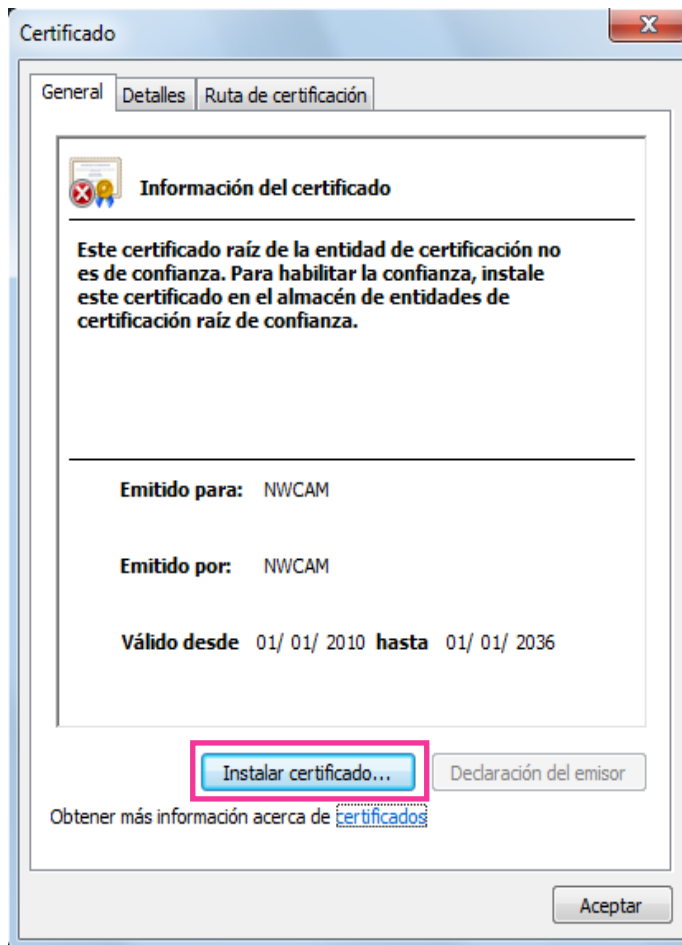 Certificado
General Detalles Ruta de certificación
Información del certificado
Este certificado raíz de la entidad de certificación no
es de confianza. Para habilitar la confianza, instale
este certificado en el almacén de entidades de
certificación raíz de confianza.
Emitido para: NWCAM
Emitido por: NWCAM
Válido desde 01/ 01/ 2010 hasta 01/ 01/ 2036
Instalar certificado... Declaración del emisor
Obtener más información acerca de certificados
Aceptar